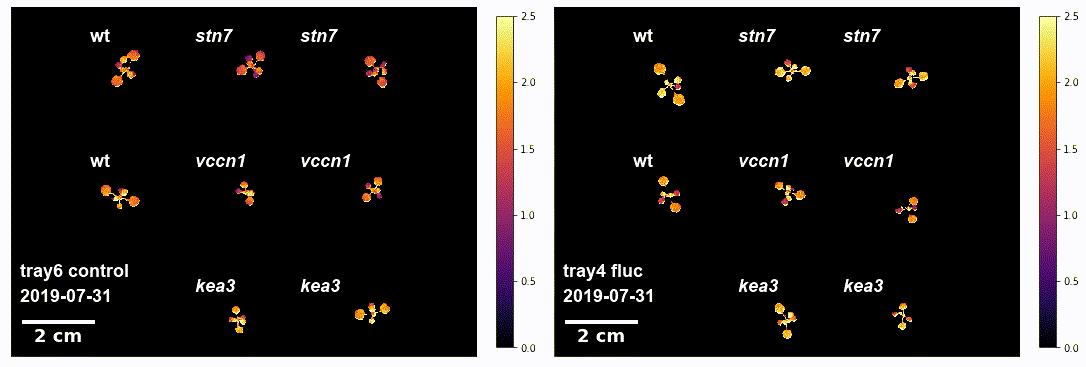 wt stn7 stn7
wt vccn1 vccn1
kea3 kea3
tray6 control
2019-07-31
2 cm
2.5
2.0
1.5
1.0
0.5
0.0
wt stn7 stn7
wt vccn1 vccn1
kea3 kea3
tray4 fluc
2019-07-31
2 cm
2.5
2.0
1.5
1.0
0.5
0.0